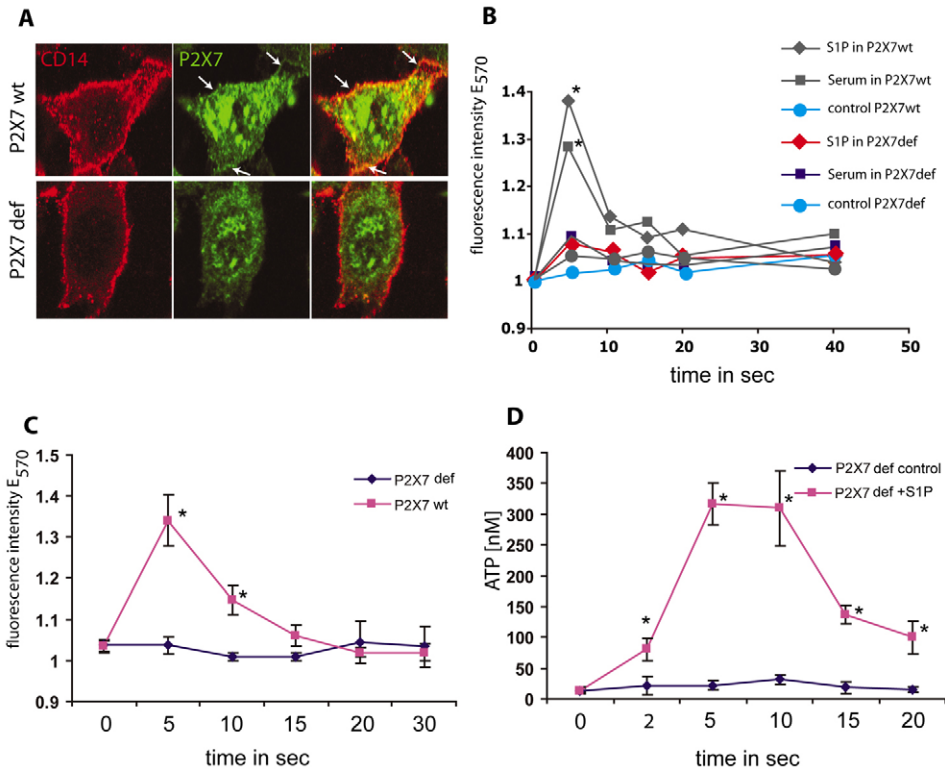 A
CD14
P2X7
P2X7 wt
P2X7 def
B
fluorescence intensity E570
1.4
1.3
1.2
1.1
1.1
1
0.9
0
10
20
30
40
50
time in sec
*
*
S1P in P2X7wt
Serum in P2X7wt
control P2X7wt
S1P in P2X7def
Serum in P2X7def
control P2X7def
C
fluorescence intensity E570
1.5
1.4
1.3
1.2
1.1
1
0.9
0 5 10 15 20 30
time in sec
*
*
P2X7 def
P2X7 wt
D
ATP [nM]
400
350
300
250
200
150
100
50
0
0 2 5 10 15 20
time in sec
*
*
*
*
*
P2X7 def control
P2X7 def +S1P